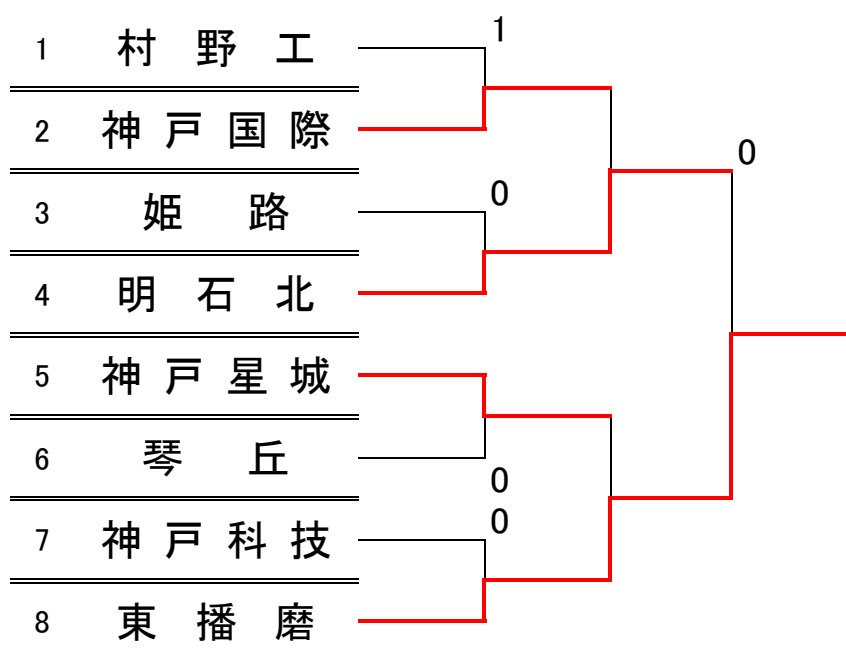 1 村野工 1
2 神戸国際
0
3 姫路 0
4 明石北
5 神戸星城
6 琴丘 0
7 神戸科技 0
8 東播磨